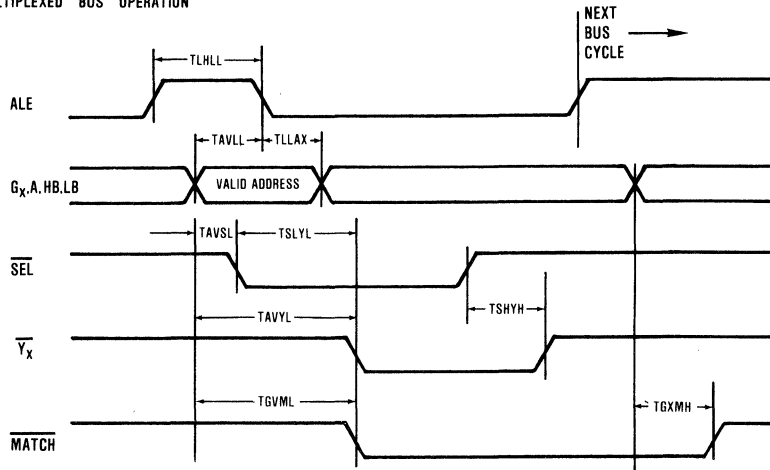 TIPLEXED BUS OPERATION
NEXT
BUS
CYCLE
TLHLL
ALE
TAVLL
TLLAX
GX,A,HB,LB
VALID ADDRESS
TAVSL
TSLYL
SEL
TSHYH
TAVYL
YX
TGVML
TGXMH
MATCH